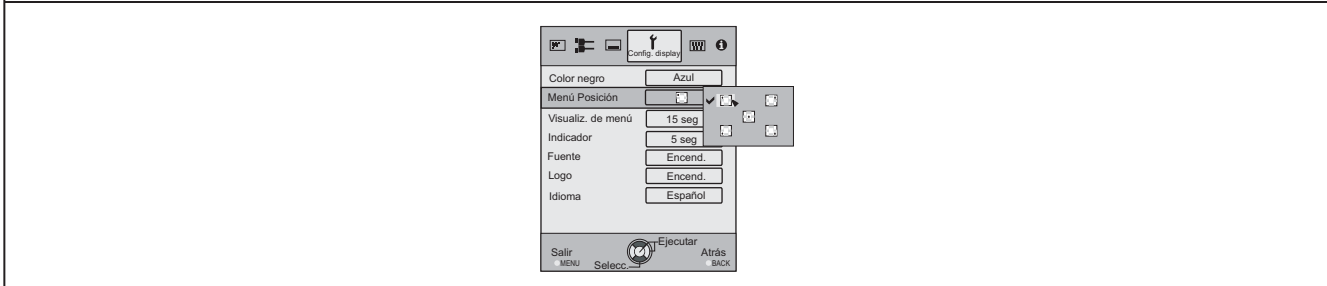 Config. display
Color negro Azul
Menú Posición
Visualiz. de menú 15 seg
Indicador 5 seg
Fuente Encend.
Logo Encend.
Idioma Español
Ejecutar
Salir Atrás
MENU Selecc. BACK